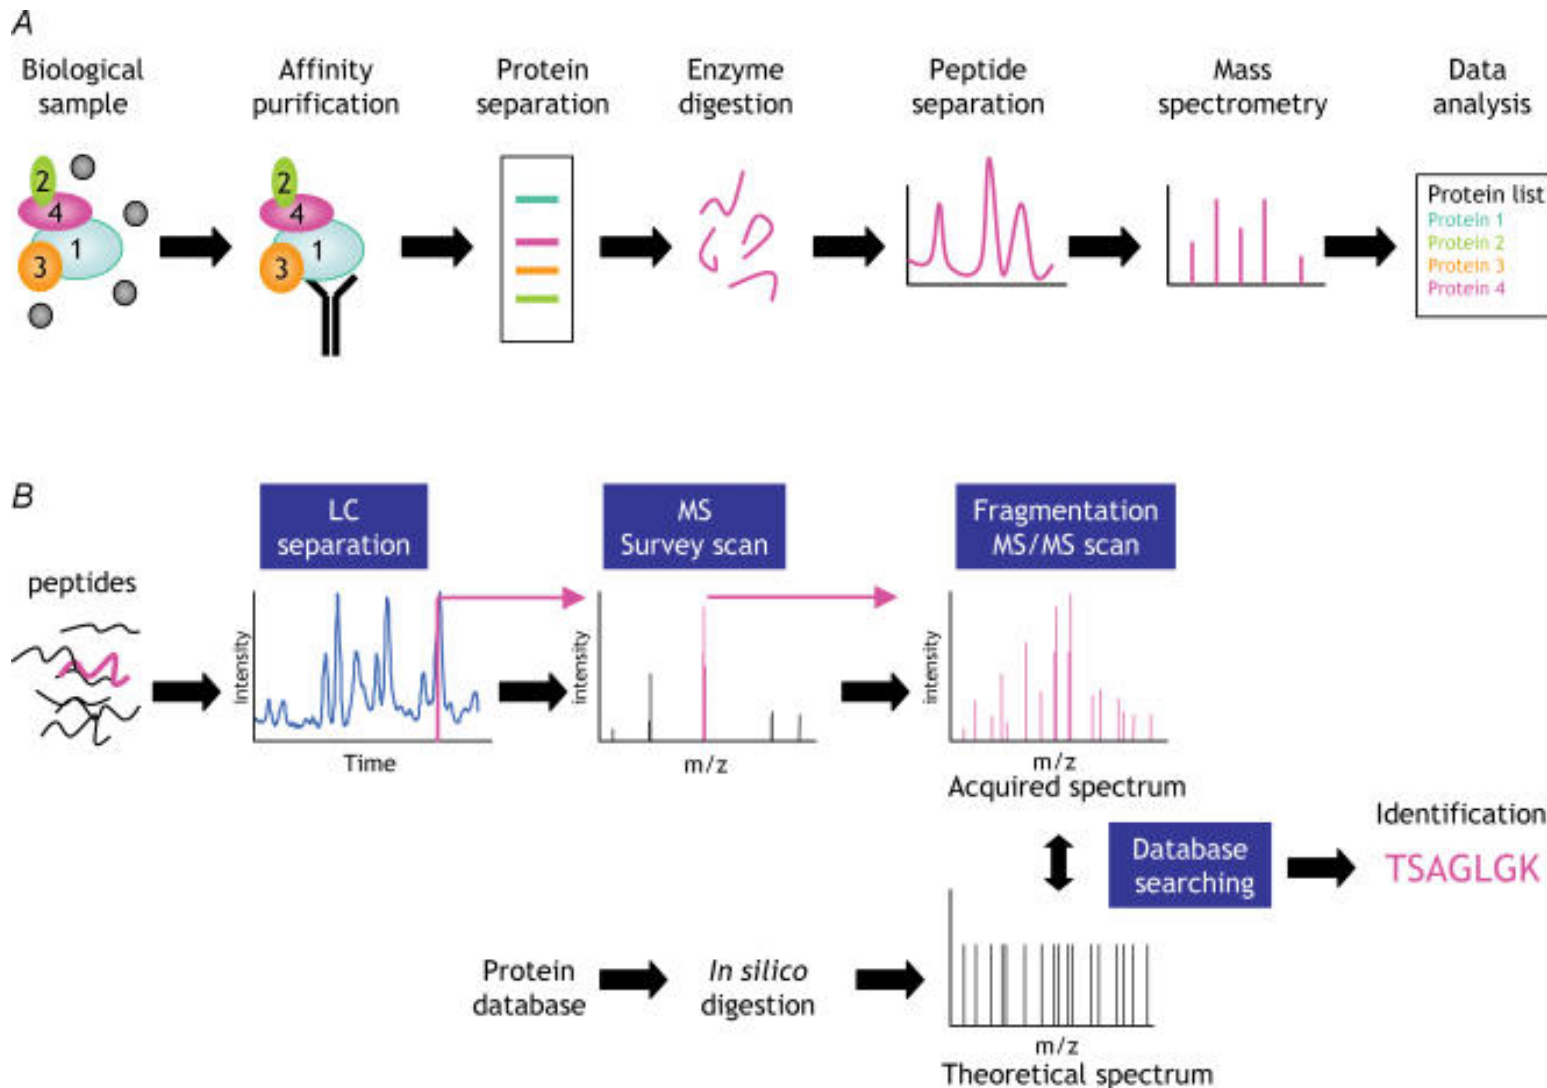 A
Biological
sample
Affinity
purification
Protein
separation
Enzyme
digestion
Peptide
separation
Mass
spectrometry
Data
analysis
2
4
1
3
2
4
1
3
Protein list
Protein 1
Protein 2
Protein 3
Protein 4
B
peptides
LC
separation
Intensity
Time
MS
Survey scan
intensity
m/z
Fragmentation
MS/MS scan
intensity
m/z
Acquired spectrum
Database
searching
Identification
TSAGLGK
Protein
database
In silico
digestion
m/z
Theoretical spectrum